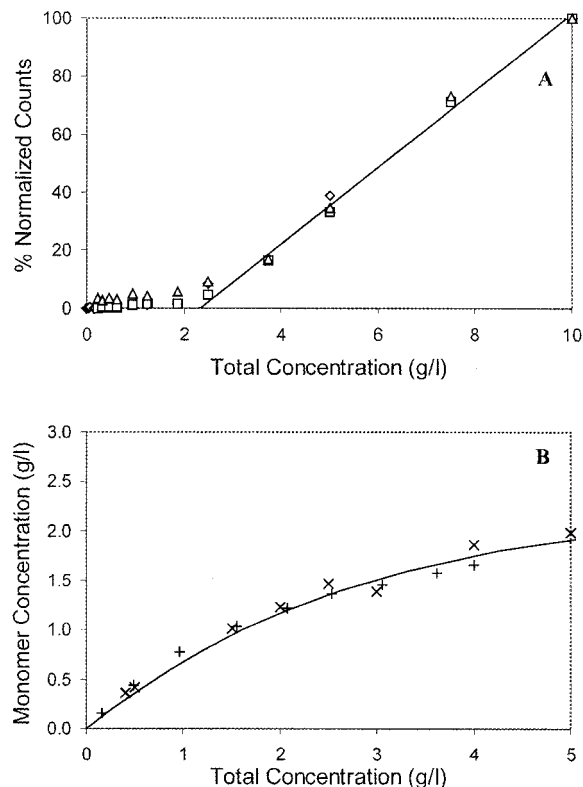 100
80
60
40
20
0
% Normalized Counts
A
0 2 4 6 8 10
Total Concentration (g/l)
3.0
2.5
2.0
1.5
1.0
0.5
0.0
Monomer Concentration (g/l)
B
0 1 2 3 4 5
Total Concentration (g/l)